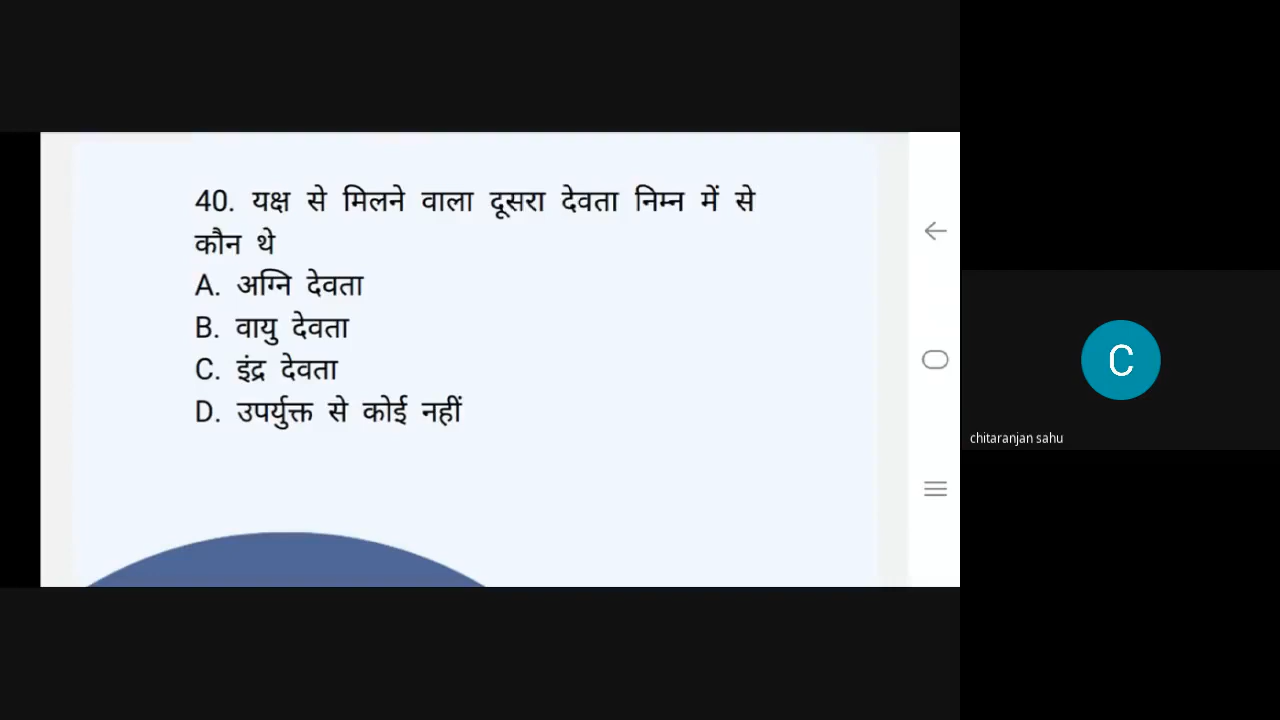 40. यक्ष से मिलने वाला दूसरा देवता निम्न में से
कौन थे
A. अग्नि देवता
B. वायु देवता
C. इंद्र देवता
D. उपर्युक्त से कोई नहीं
C
chitaranjan sahu